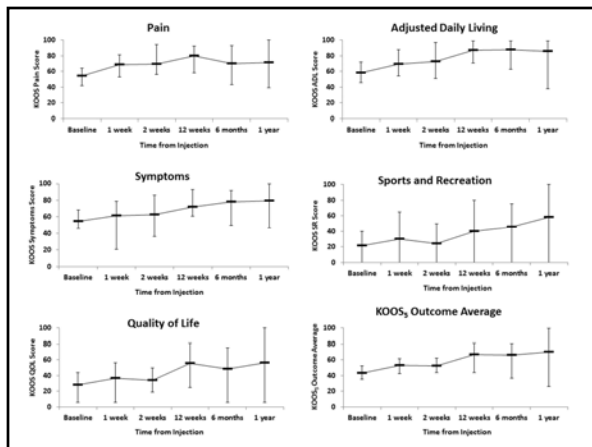 Pain
KOOS Pain Score
100
80
60
40
20
0
Baseline 1 week 2 weeks 12 weeks 6 months 1 year
Time from Injection
Adjusted Daily Living
KOOS ADL Score
100
80
60
40
20
0
Baseline 1 week 2 weeks 12 weeks 6 months 1 year
Time from Injection
Symptoms
KOOS Symptoms Score
100
80
60
40
20
0
Baseline 1 week 2 weeks 12 weeks 6 months 1 year
Time from Injection
Sports and Recreation
KOOS SR Score
100
80
60
40
20
0
Baseline 1 week 2 weeks 12 weeks 6 months 1 year
Time from Injection
Quality of Life
KOOS QOL Score
100
80
60
40
20
0
Baseline 1 week 2 weeks 12 weeks 6 months 1 year
Time from Injection
KOOS₅ Outcome Average
KOOS₅ Outcome Average
100
80
60
40
20
0
Baseline 1 week 2 weeks 12 weeks 6 months 1 year
Time from Injection